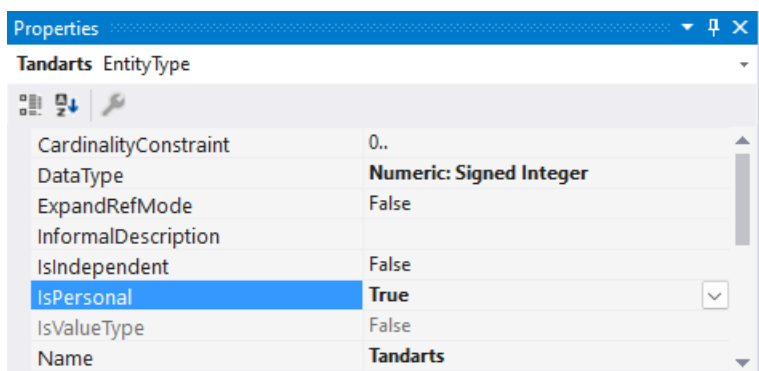 Properties
Tandarts EntityType
CardinalityConstraint 0..
DataType Numeric: Signed Integer
ExpandRefMode False
InformalDescription
IsIndependent False
IsPersonal True
IsValueType False
Name Tandarts